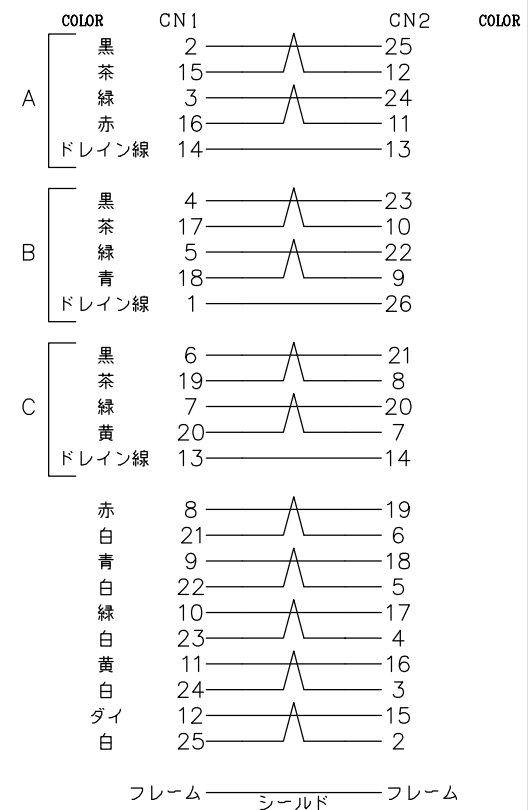 COLOR CN1 CN2 COLOR
黒 2 25
茶 15 12
A 緑 3 24
赤 16 11
ドレイン線 14 13
黒 4 23
茶 17 10
B 緑 5 22
青 18 9
ドレイン線 1 26
黒 6 21
茶 19 8
C 緑 7 20
黄 20 7
ドレイン線 13 14
赤 8 19
白 21 6
青 9 18
白 22 5
緑 10 17
白 23 4
黄 11 16
白 24 3
ダイ 12 15
白 25 2
フレーム シールド フレーム